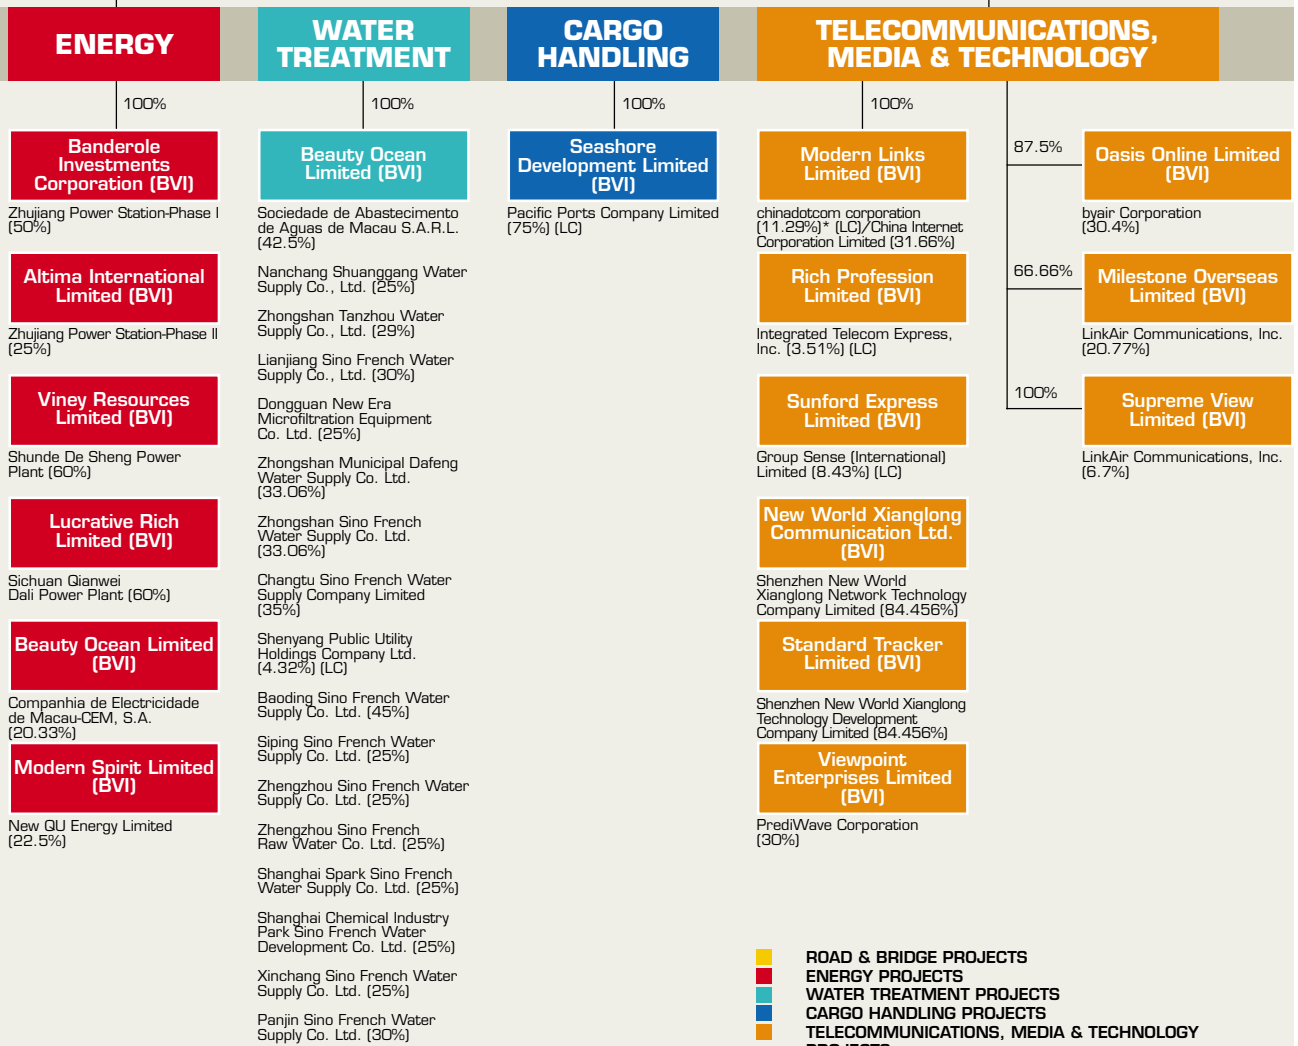 ENERGY
100%
Banderole
Investments
Corporation (BVI)
Zhujiang Power Station-Phase I
(50%)
Altima International
Limited (BVI)
Zhujiang Power Station-Phase II
(25%)
Viney Resources
Limited (BVI)
Shunde De Sheng Power
Plant (60%)
Lucrative Rich
Limited (BVI)
Sichuan Qianwei
Dali Power Plant (60%)
Beauty Ocean Limited
(BVI)
Companhia de Electricidade
de Macau-CEM, S.A.
(20.33%)
Modern Spirit Limited
(BVI)
New QU Energy Limited
(22.5%)
WATER
TREATMENT
100%
Beauty Ocean
Limited (BVI)
Sociedade de Abastecimento
de Aguas de Macau S.A.R.L.
(42.5%)
Nanchang Shuanggang Water
Supply Co., Ltd. (25%)
Zhongshan Tanzhou Water
Supply Co., Ltd. (29%)
Lianjiang Sino French Water
Supply Co., Ltd. (30%)
Dongguan New Era
Microfiltration Equipment
Co. Ltd. (25%)
Zhongshan Municipal Dafeng
Water Supply Co. Ltd.
(33.06%)
Zhongshan Sino French
Water Supply Co. Ltd.
(33.06%)
Changtu Sino French Water
Supply Company Limited
(35%)
Shenyang Public Utility
Holdings Company Ltd.
(4.32%) (LC)
Baoding Sino French Water
Supply Co. Ltd. (45%)
Siping Sino French Water
Supply Co. Ltd. (25%)
Zhengzhou Sino French Water
Supply Co. Ltd. (25%)
Zhengzhou Sino French
Raw Water Co. Ltd. (25%)
Shanghai Spark Sino French
Water Supply Co. Ltd. (25%)
Shanghai Chemical Industry
Park Sino French Water
Development Co. Ltd. (25%)
Xinchang Sino French Water
Supply Co. Ltd. (25%)
Panjin Sino French Water
Supply Co. Ltd. (30%)
CARGO
HANDLING
100%
Seashore
Development Limited
(BVI)
Pacific Ports Company Limited
(75%) (LC)
TELECOMMUNICATIONS,
MEDIA & TECHNOLOGY
100%
Modern Links
Limited (BVI)
chinadotcom corporation
(11.29%)* (LC)/China Internet
Corporation Limited (31.66%)
Rich Profession
Limited (BVI)
Integrated Telecom Express,
Inc. (3.51%) (LC)
Sunford Express
Limited (BVI)
Group Sense (International)
Limited (8.43%) (LC)
New World Xianglong
Communication Ltd.
(BVI)
Shenzhen New World
Xianglong Network Technology
Company Limited (84.456%)
Standard Tracker
Limited (BVI)
Shenzhen New World Xianglong
Technology Development
Company Limited (84.456%)
Viewpoint
Enterprises Limited
(BVI)
PrediWave Corporation
(30%)
87.5%
Oasis Online Limited
(BVI)
byair Corporation
(30.4%)
66.66%
Milestone Overseas
Limited (BVI)
LinkAir Communications, Inc.
(20.77%)
100%
Supreme View
Limited (BVI)
LinkAir Communications, Inc.
(6.7%)
ROAD & BRIDGE PROJECTS
ENERGY PROJECTS
WATER TREATMENT PROJECTS
CARGO HANDLING PROJECTS
TELECOMMUNICATIONS, MEDIA & TECHNOLOGY